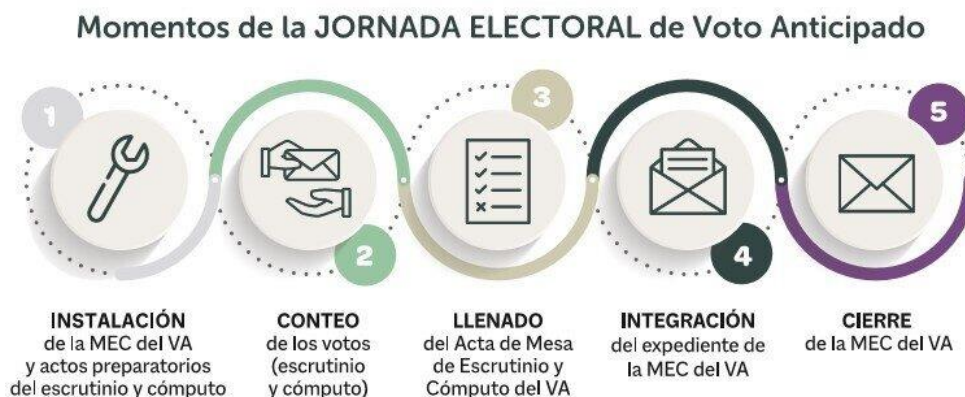 Momentos de la JORNADA ELECTORAL de Voto Anticipado
1
INSTALACIÓN
de la MEC del VA
y actos preparatorios
del escrutinio y cómputo
2
CONTEO
de los votos
(escrutinio
y cómputo)
3
LLENADO
del Acta de Mesa
de Escrutinio y
Cómputo del VA
4
INTEGRACIÓN
del expediente de
la MEC del VA
5
CIERRE
de la MEC del VA